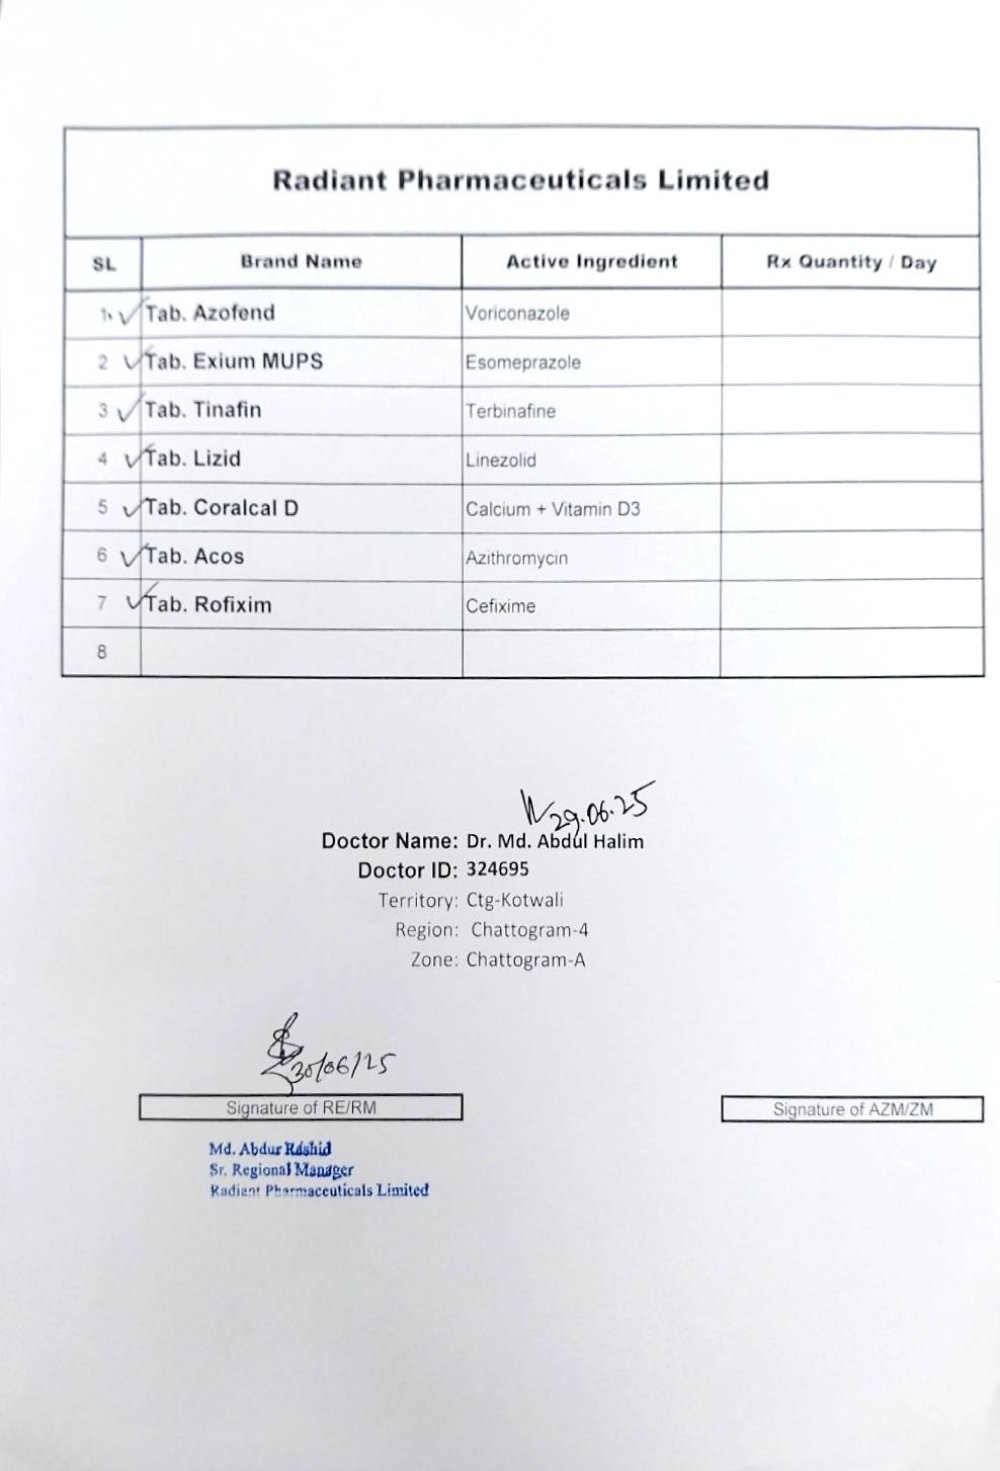 Radiant Pharmaceuticals Limited
SL Brand Name Active Ingredient Rx Quantity / Day
1 Tab. Azofend Voriconazole
2 Tab. Exium MUPS Esomeprazole
3 Tab. Tinafin Terbinafine
4 Tab. Lizid Linezolid
5 Tab. Coralcal D Calcium + Vitamin D3
6 Tab. Acos Azithromycin
7 Tab. Rofixim Cefixime
8
29.06.25
Doctor Name: Dr. Md. Abdul Halim
Doctor ID: 324695
Territory: Ctg-Kotwali
Region: Chattogram-4
Zone: Chattogram-A
30/06/25
Signature of RE/RM Signature of AZM/ZM
Md. Abdur Rashid
Sr. Regional Manager
Radiant Pharmaceuticals Limited